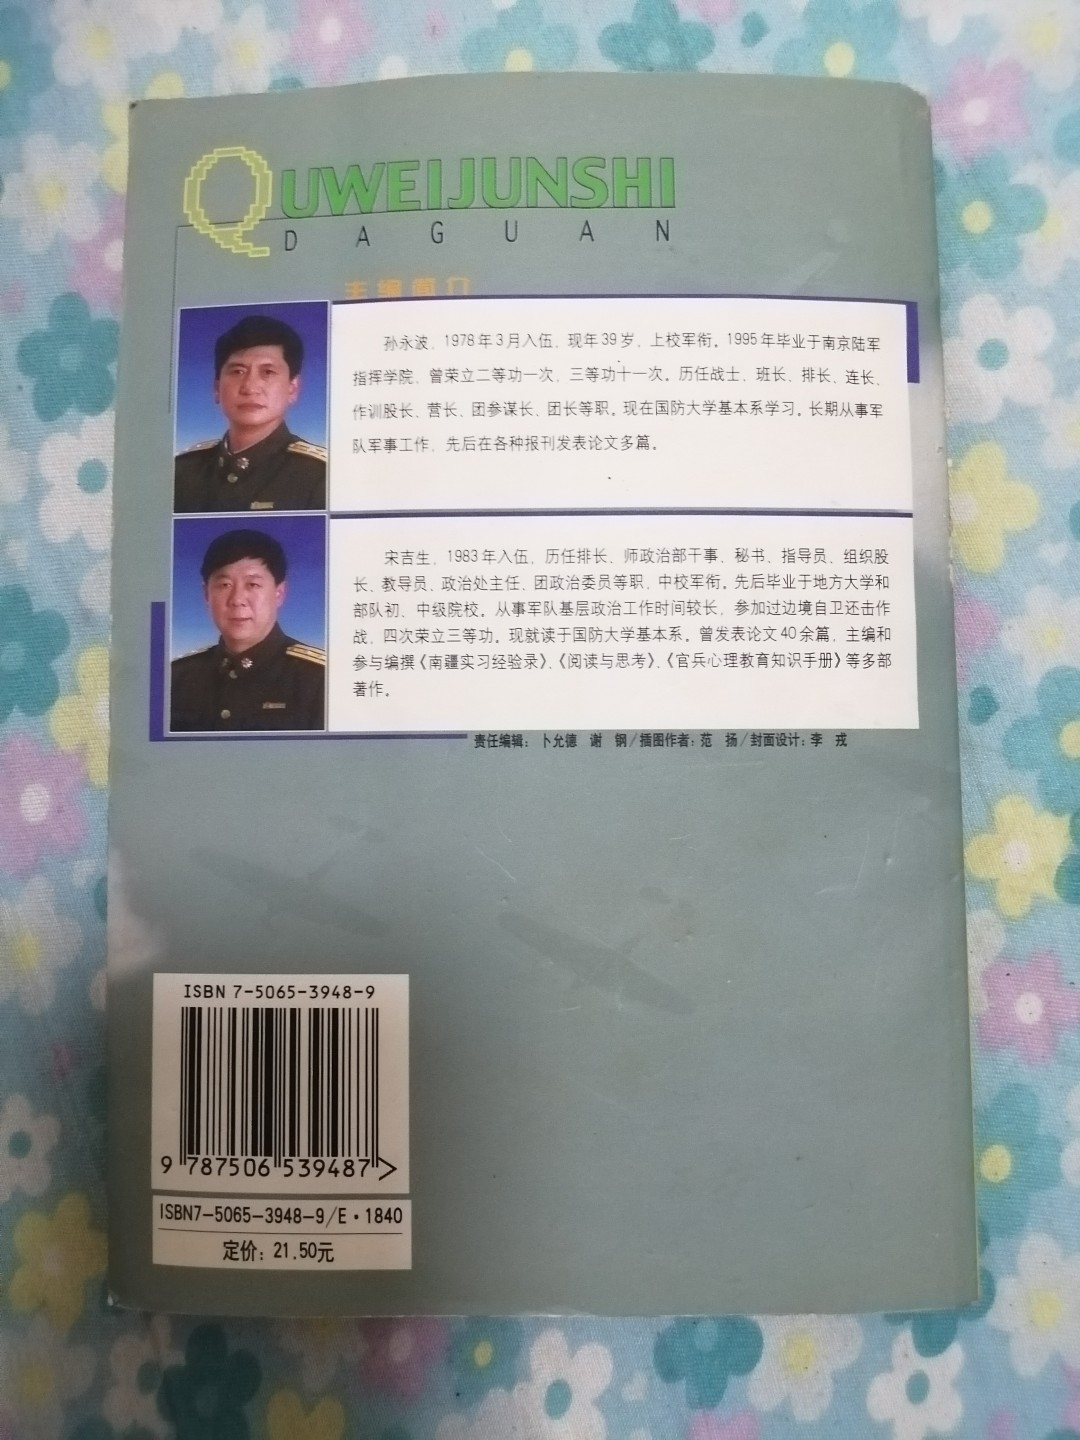 QUWEIJUNSHI
DAGUAN
主编简介
孙永波，1978年3月入伍，现年39岁，上校军衔。1995年毕业于南京陆军
指挥学院，曾荣立二等功一次，三等功十一次。历任战士、班长、排长、连长、
作训股长、营长、团参谋长、团长等职。现在国防大学基本系学习。长期从事军
队军事工作，先后在各种报刊发表论文多篇。
宋吉生，1983年入伍，历任排长、师政治部干事、秘书、指导员、组织股
长、教导员、政治处主任、团政治委员等职，中校军衔。先后毕业于地方大学和
部队初、中级院校。从事军队基层政治工作时间较长，参加过边境自卫还击作
战，四次荣立三等功。现就读于国防大学基本系。曾发表论文40余篇，主编和
参与编撰《南疆实习经验录》、《阅读与思考》、《官兵心理教育知识手册》等多部
著作。
责任编辑：卜允德 谢 钢/插图作者：范 扬/封面设计：李 戎
ISBN 7-5065-3948-9
9 787506 539487>
ISBN7-5065-3948-9/E·1840
定价：21.50元